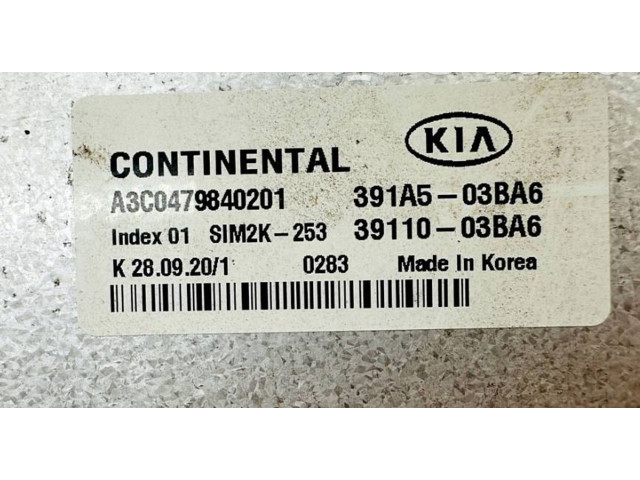 CONTINENTAL KIA
A3C0479840201 391A5-03BA6
Index 01 SIM2K-253 39110-03BA6
K 28.09.20/1 0283 Made In Korea